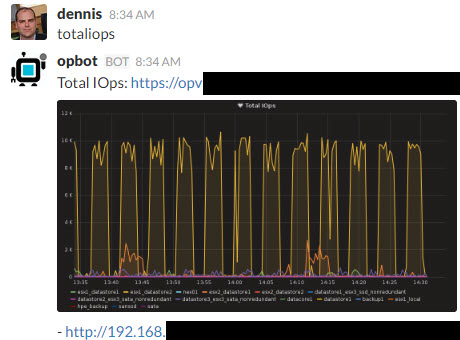 dennis 8:34 AM
totaliops
opbot BOT 8:34 AM
Total IOps: https://opv
Total IOps
12 K
10 K
8 K
6 K
4 K
2 K
0
13:35 13:40 13:45 13:50 13:55 14:00 14:05 14:10 14:15 14:20 14:25 14:30
esx1_datastore1 esx1_datastore2 nex01 esx2_datastore1 esx2_datastore2 datastore1_esx3_ssd_nonredundant
datastore2_esx3_sata_nonredundant datastore3_esx3_sata_nonredundant datacore1 datastore1 backup1 esx1_local
hpe_backup sanssd sata
- http://192.168.